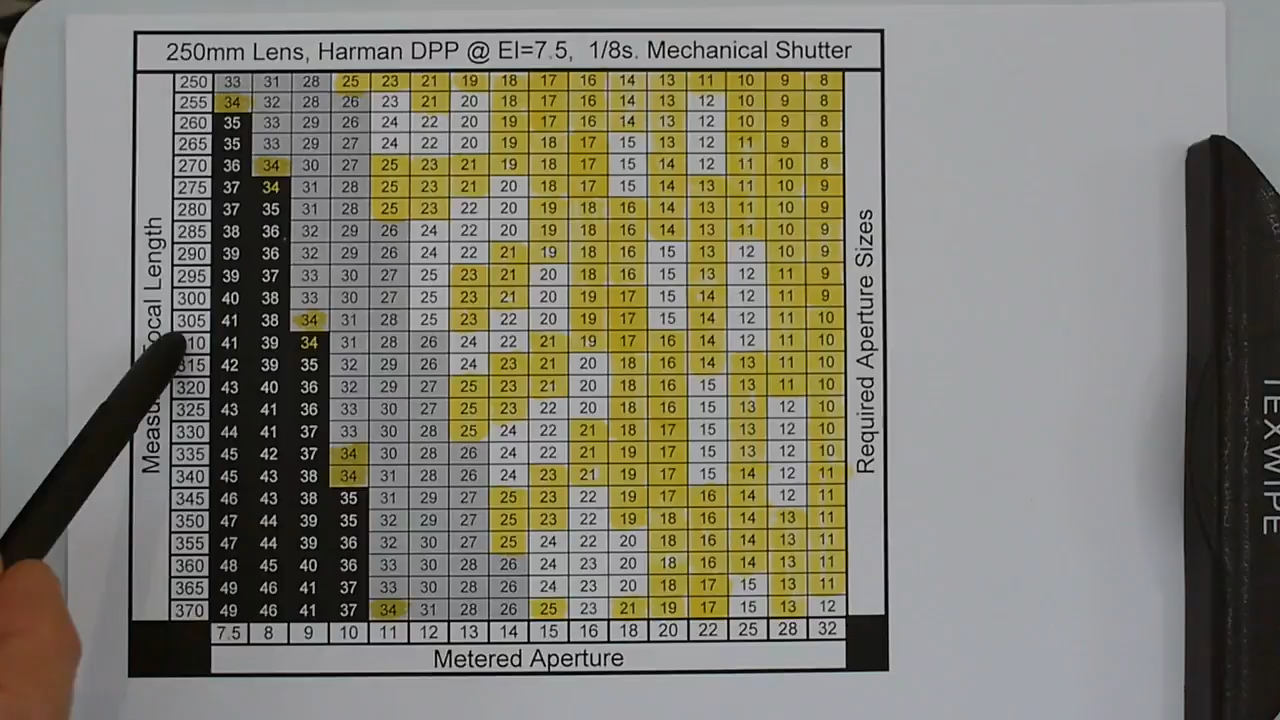 250mm Lens, Harman DPP @ EI=7.5, 1/8s. Mechanical Shutter
250 33 31 28 25 23 21 19 18 17 16 14 13 11 10 9 8
255 34 32 28 26 23 21 20 18 17 16 14 13 12 10 9 8
260 35 33 29 26 24 22 20 19 17 16 14 13 12 10 9 8
265 35 33 29 27 24 22 20 19 18 17 15 13 12 11 9 8
270 36 34 30 27 25 23 21 19 18 17 15 14 12 11 10 8
275 37 34 31 28 25 23 21 20 18 17 15 14 13 11 10 9
280 37 35 31 28 25 23 22 20 19 18 16 14 13 11 10 9
285 38 36 32 29 26 24 22 20 19 18 16 14 13 11 10 9
290 39 36 32 29 26 24 22 21 19 18 16 15 13 12 10 9
295 39 37 33 30 27 25 23 21 20 18 16 15 13 12 11 9
300 40 38 33 30 27 25 23 21 20 19 17 15 14 12 11 9
305 41 38 34 31 28 25 23 22 20 19 17 15 14 12 11 10
10 41 39 34 31 28 26 24 22 21 19 17 16 14 12 11 10
315 42 39 35 32 29 26 24 23 21 20 18 16 14 13 11 10
320 43 40 36 32 29 27 25 23 21 20 18 16 15 13 11 10
325 43 41 36 33 30 27 25 23 22 20 18 16 15 13 12 10
330 44 41 37 33 30 28 25 24 22 21 18 17 15 13 12 10
335 45 42 37 34 30 28 26 24 22 21 19 17 15 13 12 10
340 45 43 38 34 31 28 26 24 23 21 19 17 15 14 12 11
345 46 43 38 35 31 29 27 25 23 22 19 17 16 14 12 11
350 47 44 39 35 32 29 27 25 23 22 19 18 16 14 13 11
355 47 44 39 36 32 30 27 25 24 22 20 18 16 14 13 11
360 48 45 40 36 33 30 28 26 24 23 20 18 16 14 13 11
365 49 46 41 37 33 30 28 26 24 23 20 18 17 15 13 11
370 49 46 41 37 34 31 28 26 25 23 21 19 17 15 13 12
7.5 8 9 10 11 12 13 14 15 16 18 20 22 25 28 32
Metered Aperture
Length
Required Aperture Sizes
TEXWIPE